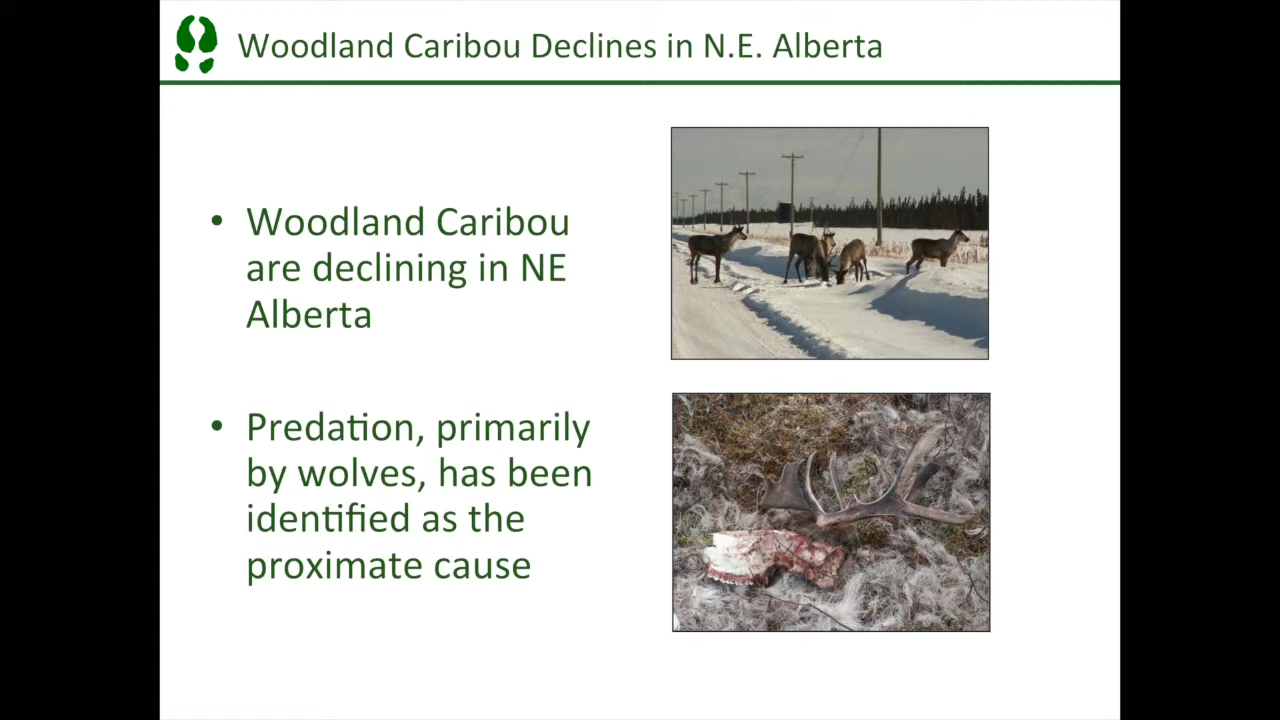 Woodland Caribou Declines in N.E. Alberta
• Woodland Caribou
are declining in NE
Alberta
• Predation, primarily
by wolves, has been
identified as the
proximate cause